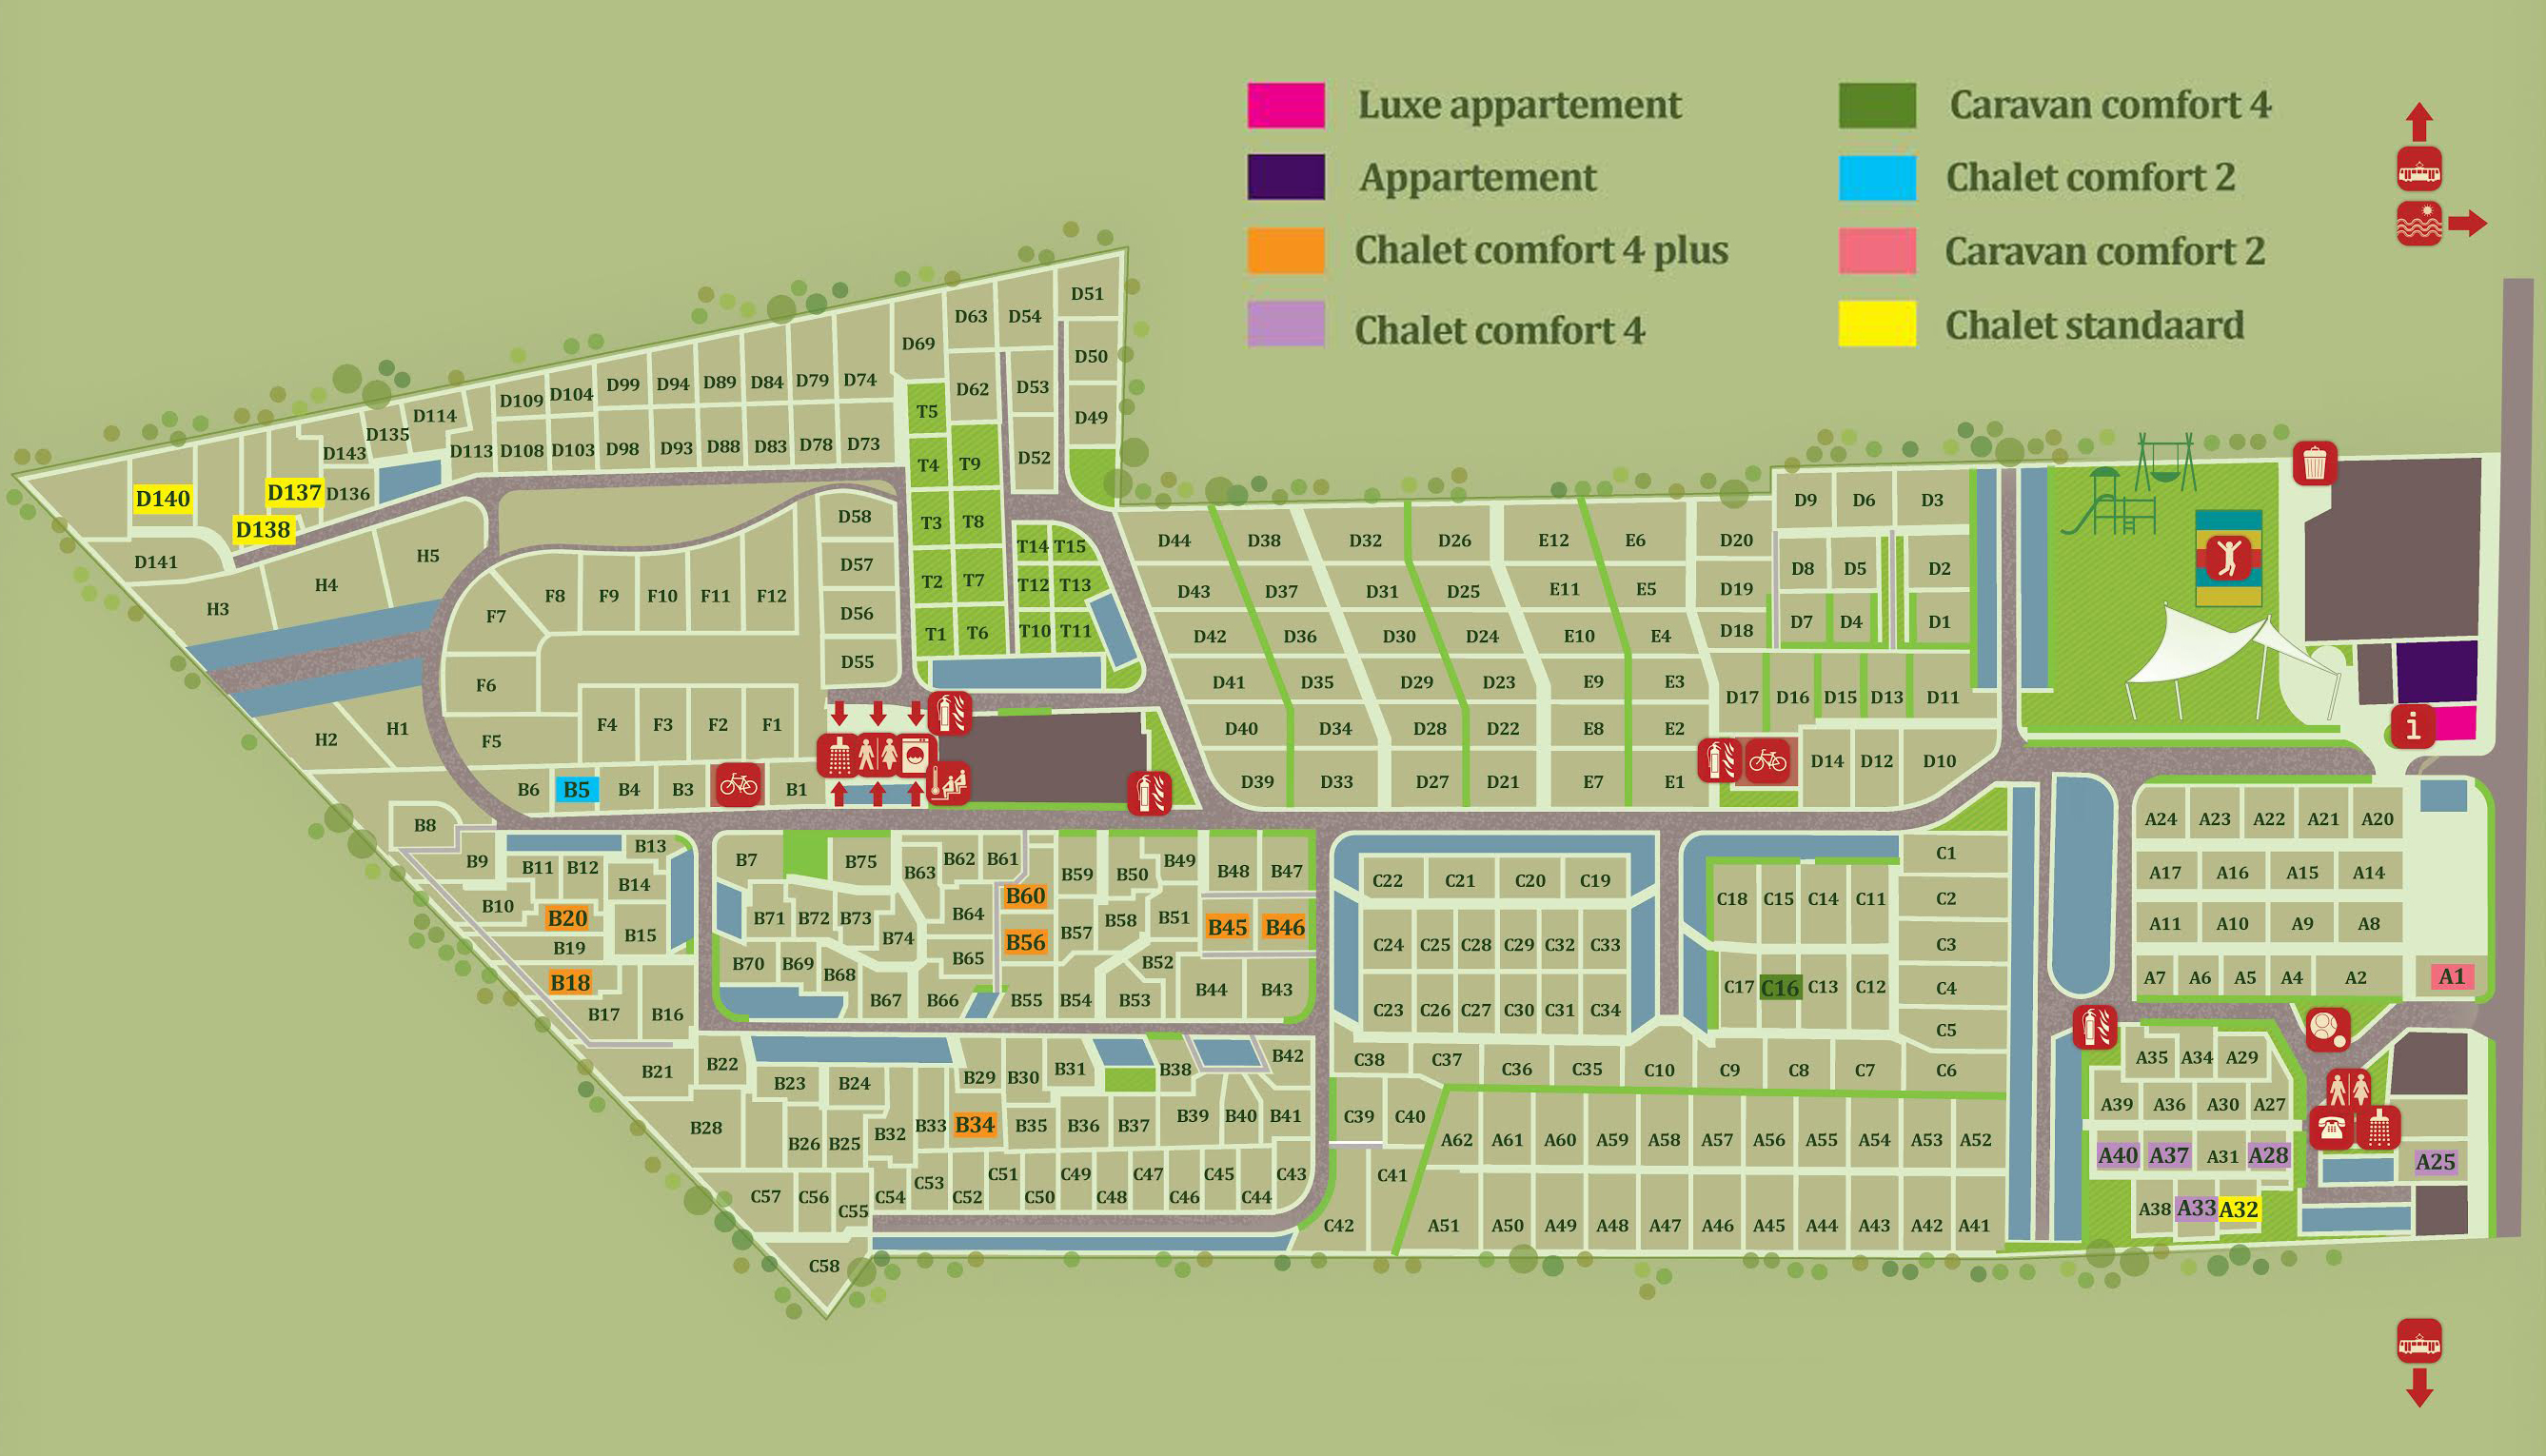 Luxe appartement
Caravan comfort 4
Appartement
Chalet comfort 2
Chalet comfort 4 plus
Caravan comfort 2
Chalet comfort 4
Chalet standaard
D51
D63 D54
D69
D50
D62 D53
D49
D52
D109 D104 D99 D94 D89 D84 D79 D74
D114
D135
D143
D113 D108 D103 D98 D93 D88 D83 D78 D73
D140
D137
D136
D138
D141
T5
T4 T9
T3 T8
T2 T7
T1 T6
T14 T15
T12 T13
T10 T11
H5
H4
H3
H1
H2
D58
D57
D56
D55
F7 F8 F9 F10 F11 F12
F6
F5 F4 F3 F2 F1
B6 B5 B4 B3 B1
D44 D38 D32 D26 E12 E6 D20
D43 D37 D31 D25 E11 E5 D19
D42 D36 D30 D24 E10 E4 D18
D41 D35 D29 D23 E9 E3
D40 D34 D28 D22 E8 E2
D39 D33 D27 D21 E7 E1
D9 D6 D3
D8 D5 D2
D7 D4 D1
D17 D16 D15 D13 D11
D14 D12 D10
i
B8
B9
B13
B11 B12
B14
B10
B20
B15
B19
B18
B17 B16
B21
B7 B75 B63 B62 B61
B59 B50 B49 B48 B47
B60
B71 B72 B73 B64
B74
B56
B57 B58 B51 B45 B46
B70 B69 B68 B65
B52
B67 B66 B55 B54 B53 B44 B43
B22
B23 B24 B29 B30 B31 B38 B42
B28
B26 B25 B32 B33 B34 B35 B36 B37 B39 B40 B41
C57 C56 C55 C54 C53 C52 C51 C50 C49 C48 C47 C46 C45 C44 C43
C58
C22 C21 C20 C19
C24 C25 C28 C29 C32 C33
C23 C26 C27 C30 C31 C34
C18 C15 C14 C11
C17 C16 C13 C12
C1
C2
C3
C4
C5
C38 C37 C36 C35 C10 C9 C8 C7 C6
C39 C40
C41
C42
A62 A61 A60 A59 A58 A57 A56 A55 A54 A53 A52
A51 A50 A49 A48 A47 A46 A45 A44 A43 A42 A41
A24 A23 A22 A21 A20
A17 A16 A15 A14
A11 A10 A9 A8
A7 A6 A5 A4 A2 A1
A35 A34 A29
A39 A36 A30 A27
A40 A37 A31 A28 A25
A38 A33 A32